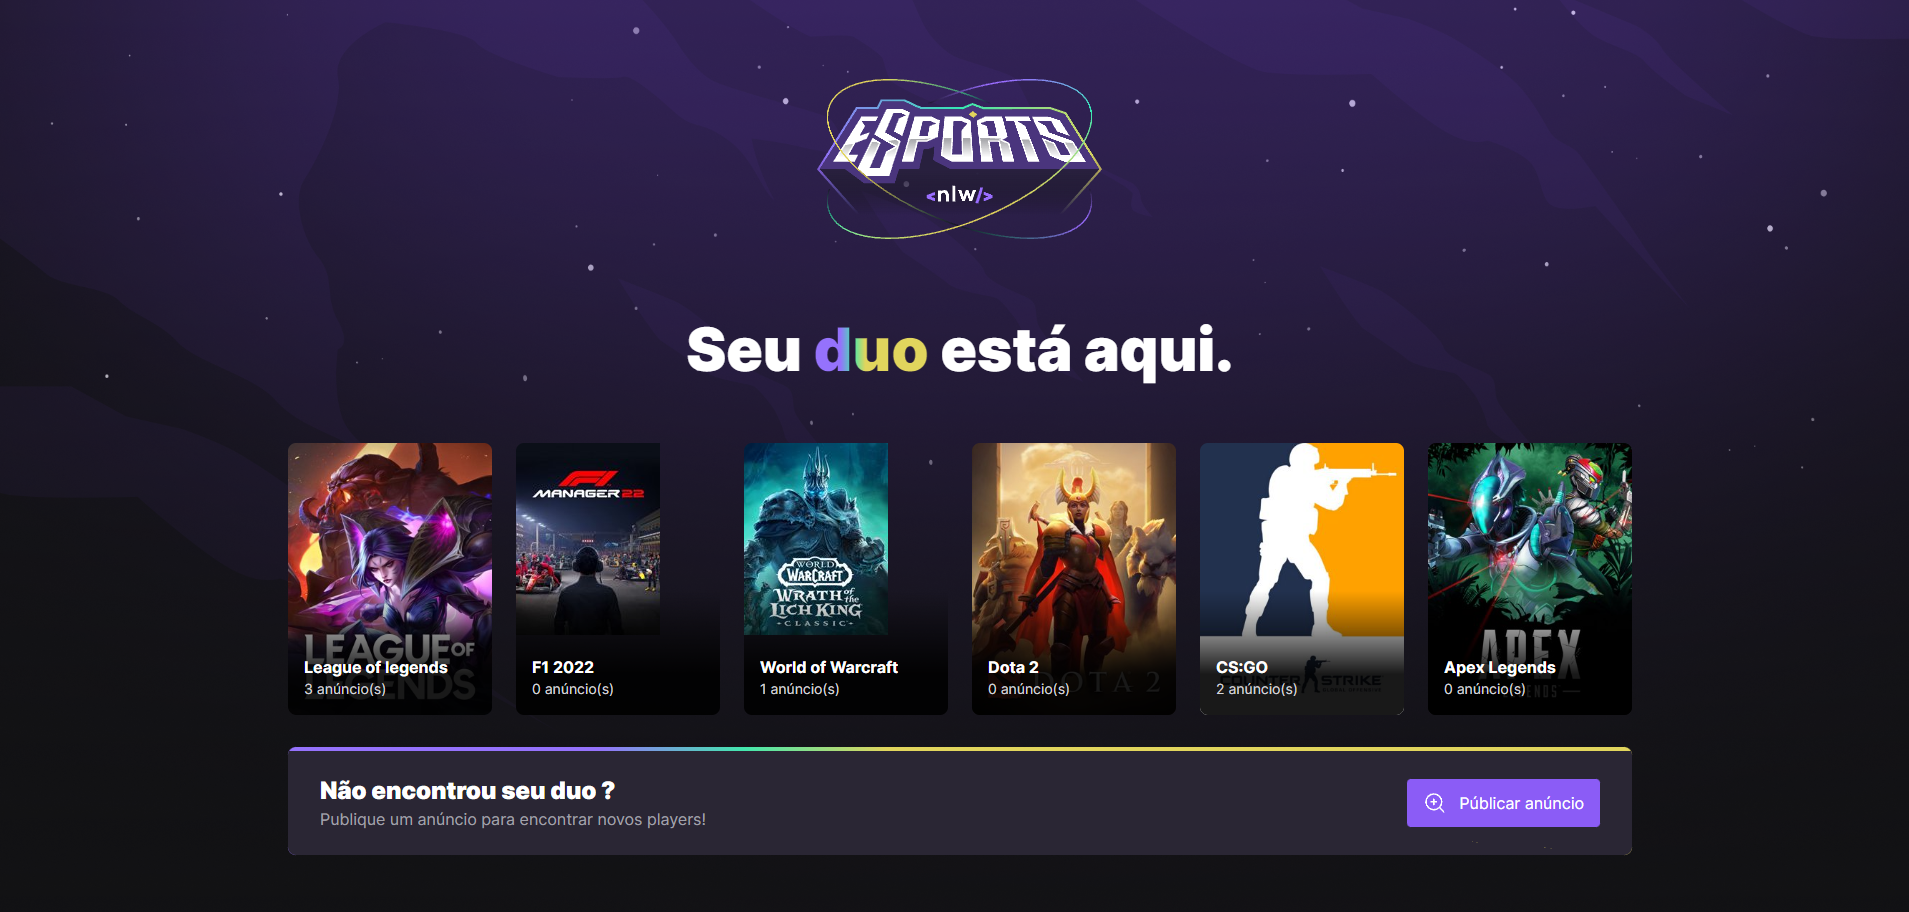 ESPORTS
<nlw/>
Seu duo está aqui.
MANAGER 22
WORLD
WARCRAFT
WRATH of the
LICH KING
-CLASSIC-
LEAGUE OF
LEGENDS
League of legends
3 anúncio(s)
F1 2022
0 anúncio(s)
World of Warcraft
1 anúncio(s)
DOTA 2
Dota 2
0 anúncio(s)
COUNTER STRIKE
CS:GO
2 anúncio(s)
APEX
Apex Legends
0 anúncio(s)
Não encontrou seu duo ?
Publique um anúncio para encontrar novos players!
Públicar anúncio